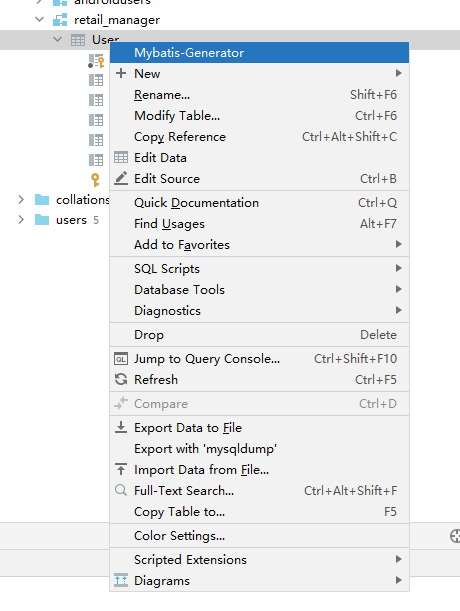 androidusers
retail_manager
User
Mybatis-Generator
New
Rename... Shift+F6
Modify Table... Ctrl+F6
Copy Reference Ctrl+Alt+Shift+C
Edit Data
Edit Source Ctrl+B
Quick Documentation Ctrl+Q
Find Usages Alt+F7
Add to Favorites
SQL Scripts
Database Tools
Diagnostics
Drop Delete
QL Jump to Query Console... Ctrl+Shift+F10
Refresh Ctrl+F5
Compare Ctrl+D
Export Data to File
Export with 'mysqldump'
Import Data from File...
Full-Text Search... Ctrl+Alt+Shift+F
Copy Table to... F5
Color Settings...
Scripted Extensions
Diagrams
collations
users 5